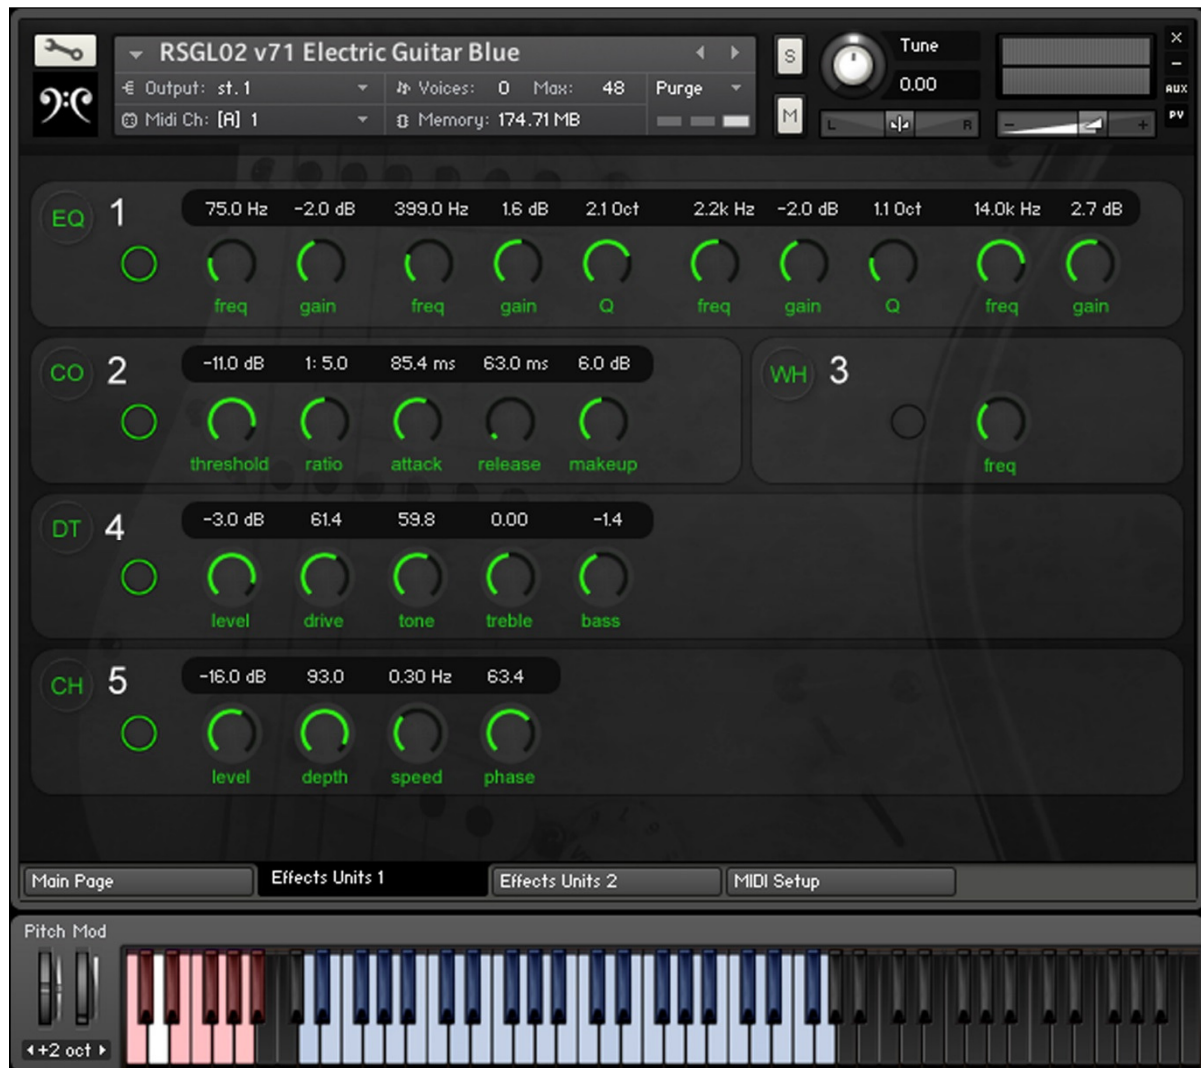 RSGL02 v71 Electric Guitar Blue
S
Tune
0.00
×
–
AUX
PV
Output: st.1
Voices: 0 Max: 48
Purge
Midi Ch: [A] 1
Memory: 174.71 MB
M
L R
- +
EQ 1
75.0 Hz -2.0 dB 399.0 Hz 1.6 dB 2.1 Oct 2.2k Hz -2.0 dB 1.1 Oct 14.0k Hz 2.7 dB
freq gain freq gain Q freq gain Q freq gain
CO 2
-11.0 dB 1: 5.0 85.4 ms 63.0 ms 6.0 dB
threshold ratio attack release makeup
WH 3
freq
DT 4
-3.0 dB 61.4 59.8 0.00 -1.4
level drive tone treble bass
CH 5
-16.0 dB 93.0 0.30 Hz 63.4
level depth speed phase
Main Page Effects Units 1 Effects Units 2 MIDI Setup
Pitch Mod
+2 oct